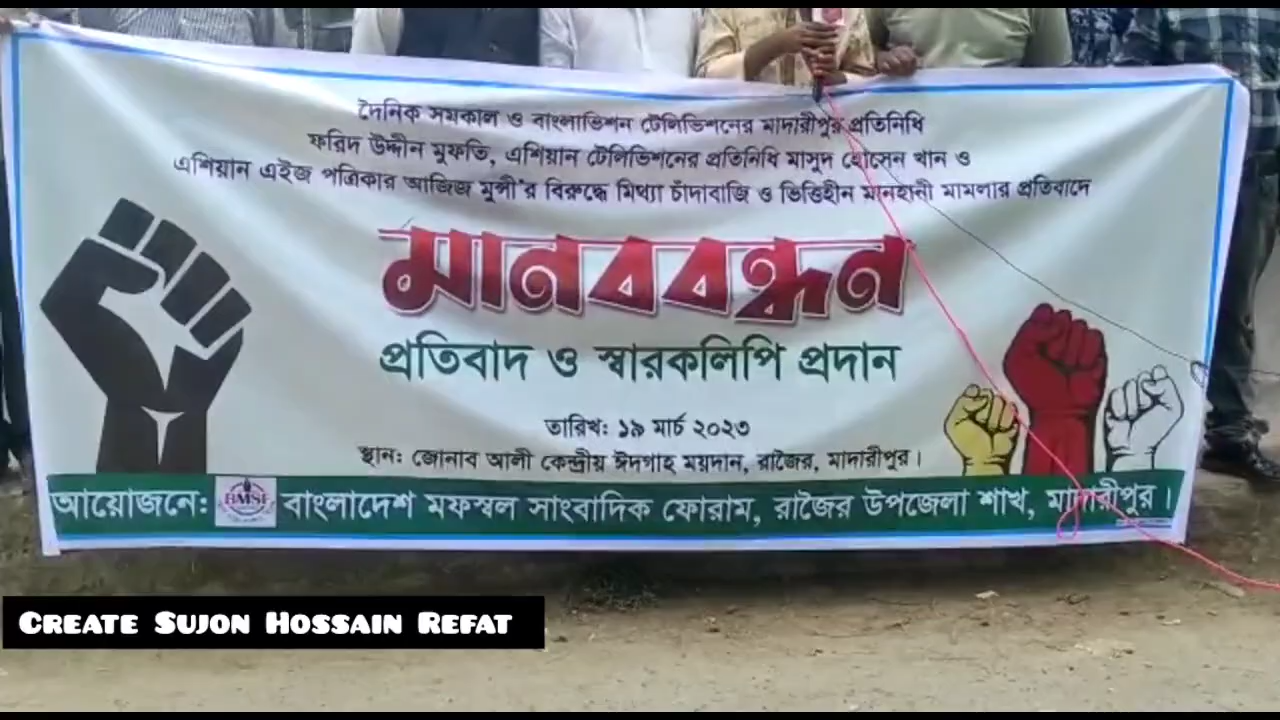 দৈনিক সমকাল ও বাংলাভিশন টেলিভিশনের মাদারীপুর প্রতিনিধি
ফরিদ উদ্দীন মুফতি, এশিয়ান টেলিভিশনের প্রতিনিধি মাসুদ হোসেন খান ও
এশিয়ান এইজ পত্রিকার আজিজ মুন্সী'র বিরুদ্ধে মিথ্যা চাঁদাবাজি ও ভিত্তিহীন মানহানী মামলার প্রতিবাদে
মানববন্ধন
প্রতিবাদ ও স্বারকলিপি প্রদান
তারিখ: ১৯ মার্চ ২০২৩
স্থান: জোনাব আলী কেন্দ্রীয় ঈদগাহ ময়দান, রাজৈর, মাদারীপুর।
আয়োজনে: BMSF বাংলাদেশ মফস্বল সাংবাদিক ফোরাম, রাজৈর উপজেলা শাখ, মাদারীপুর।
CREATE SUJON HOSSAIN REFAT